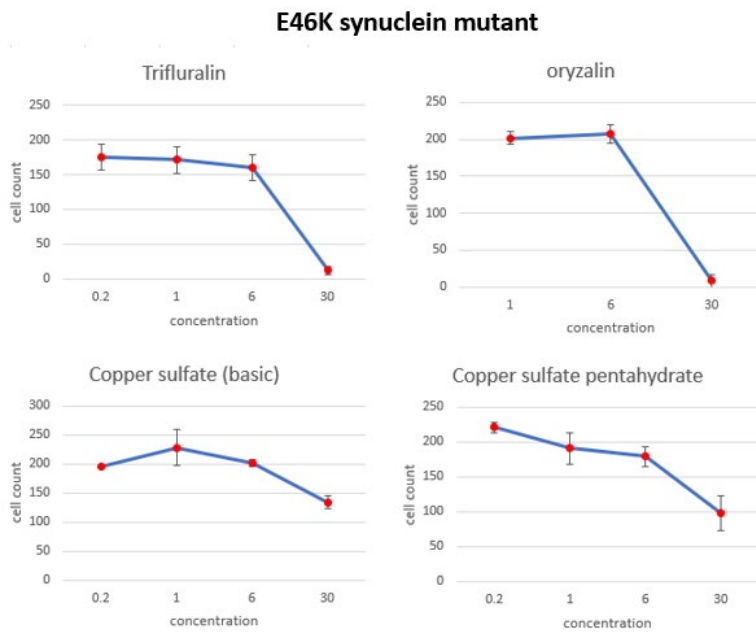 E46K synuclein mutant
Trifluralin
250
200
150
100
50
0
cell count
0.2 1 6 30
concentration
oryzalin
250
200
150
100
50
0
cell count
1 6 30
concentration
Copper sulfate (basic)
300
250
200
150
100
50
0
cell count
0.2 1 6 30
concentration
Copper sulfate pentahydrate
250
200
150
100
50
0
cell count
0.2 1 6 30
concentration